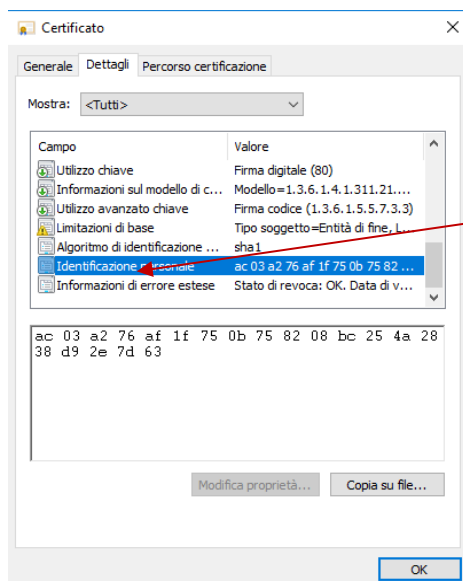 Certificato
Generale Dettagli Percorso certificazione
Mostra: <Tutti>
Campo Valore
Utilizzo chiave Firma digitale (80)
Informazioni sul modello di c... Modello=1.3.6.1.4.1.311.21....
Utilizzo avanzato chiave Firma codice (1.3.6.1.5.5.7.3.3)
Limitazioni di base Tipo soggetto=Entità di fine, L...
Algoritmo di identificazione ... sha1
Identificazione personale ac 03 a2 76 af 1f 75 0b 75 82 ...
Informazioni di errore estese Stato di revoca: OK. Data di v...
ac 03 a2 76 af 1f 75 0b 75 82 08 bc 25 4a 28
38 d9 2e 7d 63
Modifica proprietà... Copia su file...
OK